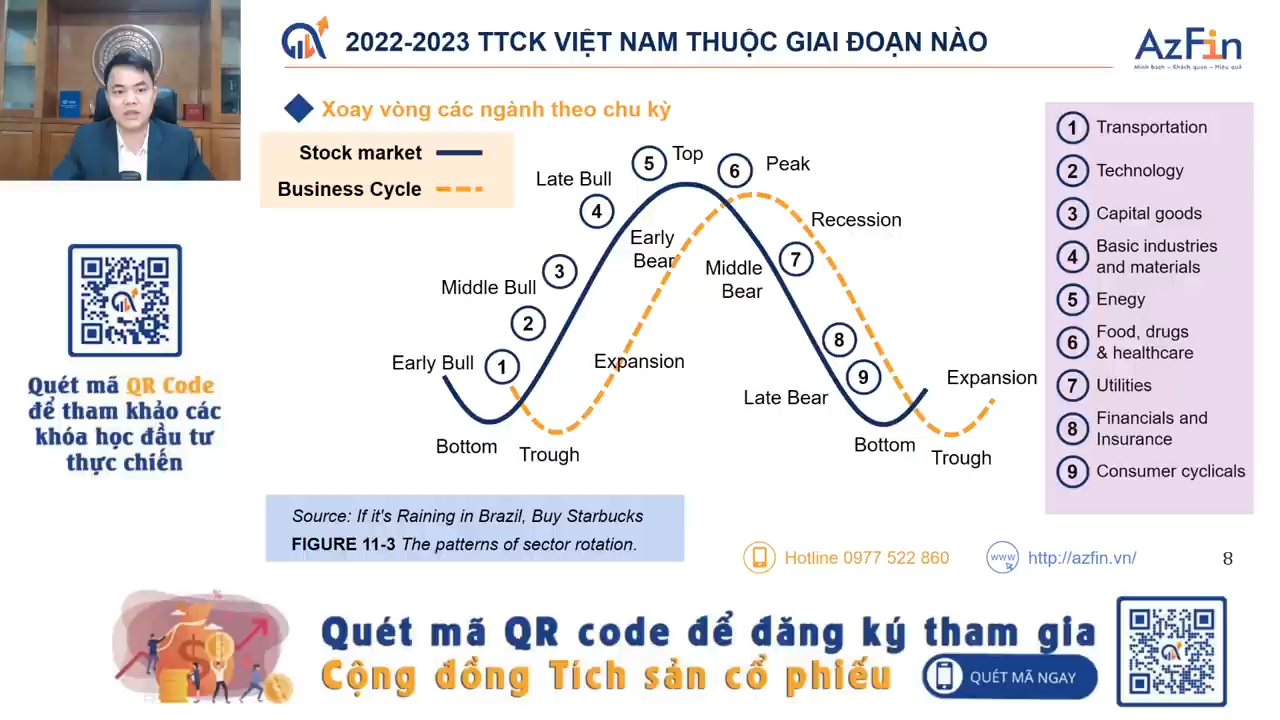 2022-2023 TTCK VIỆT NAM THUỘC GIAI ĐOẠN NÀO
AzFin
Minh bạch – Khách quan – Hiệu quả
Xoay vòng các ngành theo chu kỳ
Stock market
Business Cycle
5
Top
6
Peak
Late Bull
4
Recession
Early
Bear
Middle
Bear
7
3
Middle Bull
2
8
Early Bull
1
Expansion
9
Expansion
Late Bear
Bottom
Trough
Bottom
Trough
1 Transportation
2 Technology
3 Capital goods
4 Basic industries
and materials
5 Enegy
6 Food, drugs
& healthcare
7 Utilities
8 Financials and
Insurance
9 Consumer cyclicals
Quét mã QR Code
để tham khảo các
khóa học đầu tư
thực chiến
Source: If it's Raining in Brazil, Buy Starbucks
FIGURE 11-3 The patterns of sector rotation.
Hotline 0977 522 860
www
http://azfin.vn/
8
Quét mã QR code để đăng ký tham gia
Cộng đồng Tích sản cổ phiếu
QUÉT MÃ NGAY